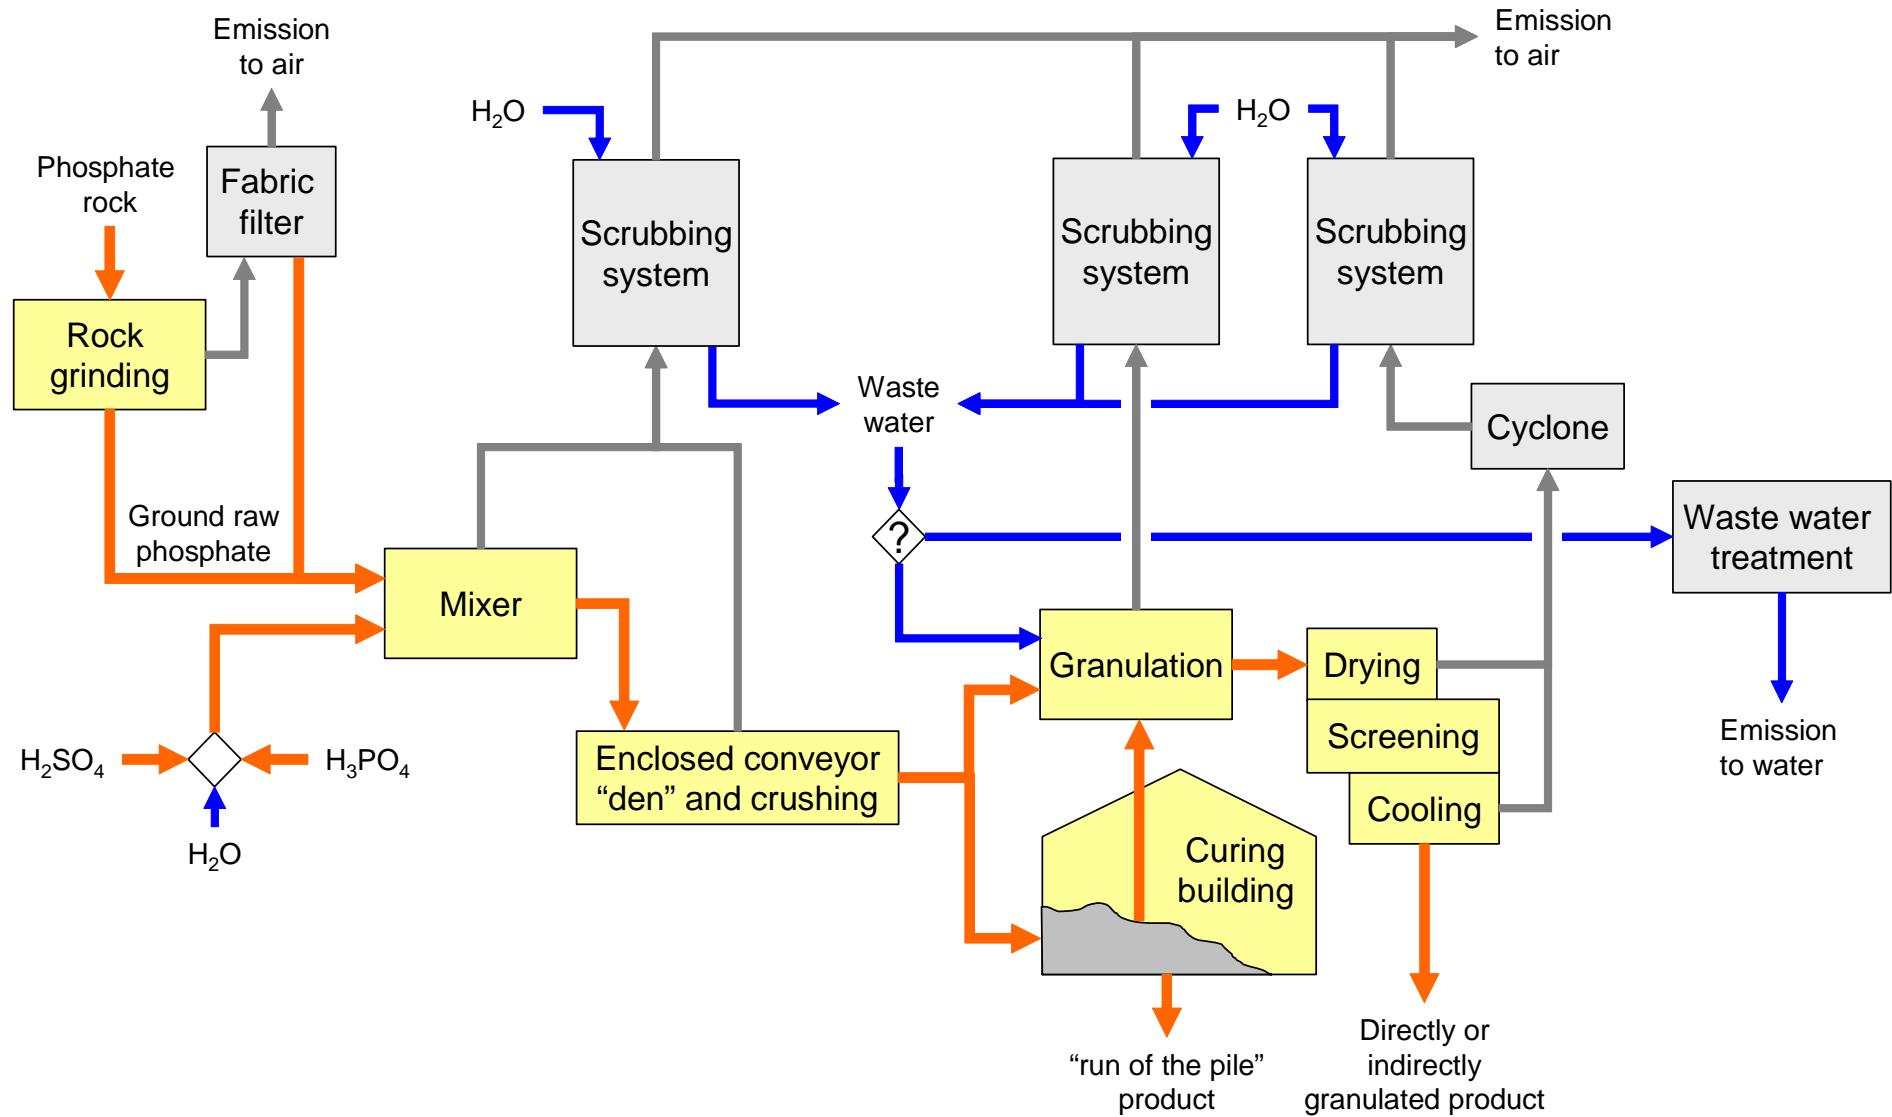 Emission
to air
Emission
to air
H₂O
H₂O
Phosphate
rock
Fabric
filter
Scrubbing
system
Scrubbing
system
Scrubbing
system
Rock
grinding
Waste
water
Cyclone
Ground raw
phosphate
?
Waste water
treatment
Mixer
Granulation
Drying
Screening
Cooling
H₂SO₄
H₃PO₄
H₂O
Enclosed conveyor
“den” and crushing
Emission
to water
Curing
building
“run of the pile”
product
Directly or
indirectly
granulated product